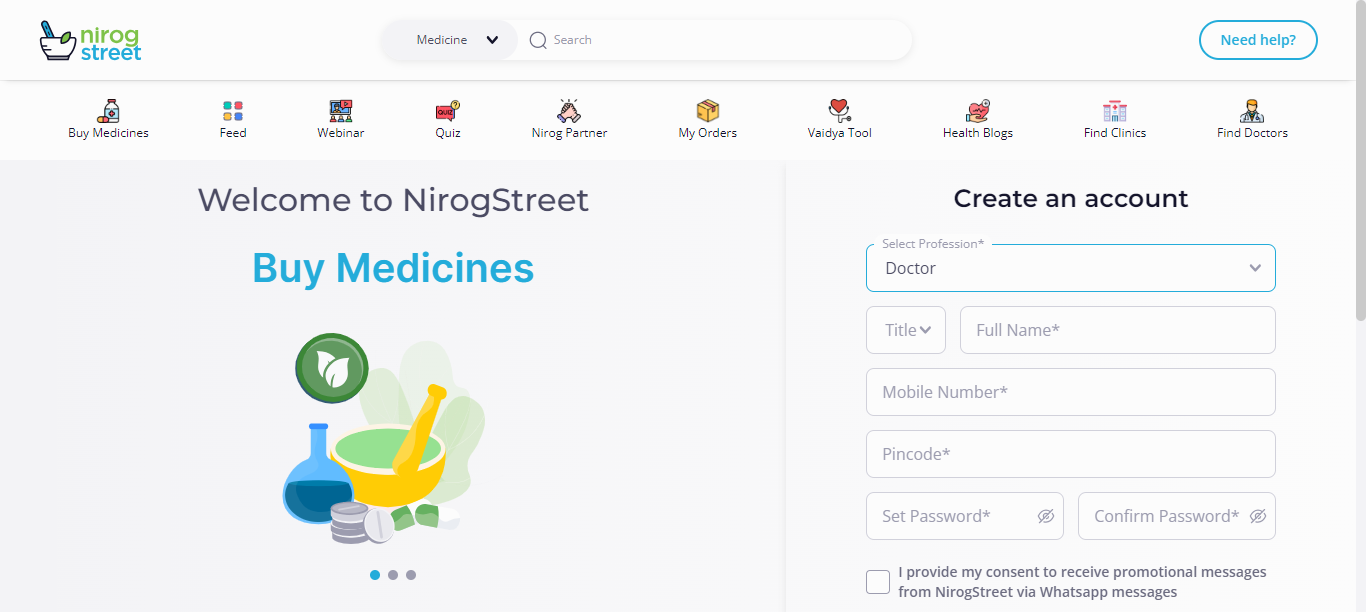 nirog
street
Medicine
Search
Need help?
Buy Medicines
Feed
QUIZ
?
Webinar
Quiz
Nirog Partner
My Orders
Vaidya Tool
Health Blogs
Find Clinics
Find Doctors
Welcome to NirogStreet
Buy Medicines
Create an account
Select Profession*
Doctor
Title
Full Name*
Mobile Number*
Pincode*
Set Password*
Confirm Password*
I provide my consent to receive promotional messages
from NirogStreet via Whatsapp messages